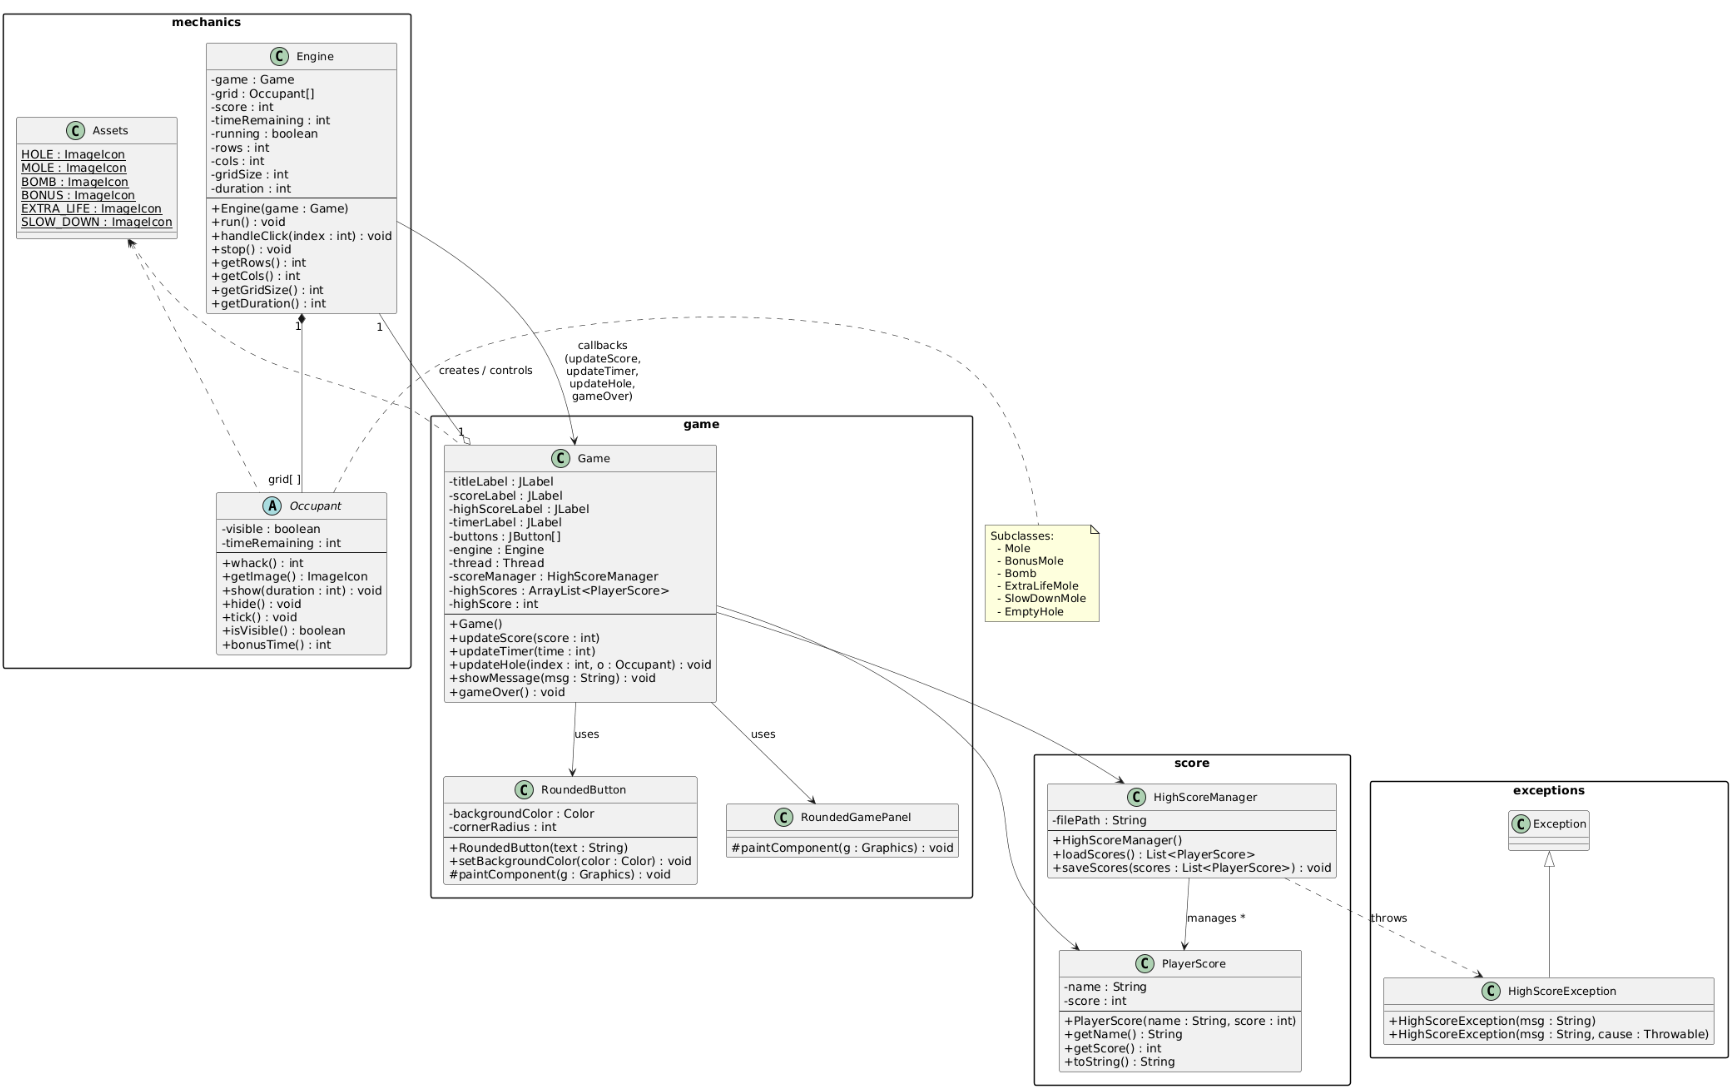 mechanics
C Engine
-game : Game
-grid : Occupant[]
-score : int
-timeRemaining : int
-running : boolean
-rows : int
-cols : int
-gridSize : int
-duration : int
+Engine(game : Game)
+run() : void
+handleClick(index : int) : void
+stop() : void
+getRows() : int
+getCols() : int
+getGridSize() : int
+getDuration() : int
C Assets
HOLE : ImageIcon
MOLE : ImageIcon
BOMB : ImageIcon
BONUS : ImageIcon
EXTRA_LIFE : ImageIcon
SLOW_DOWN : ImageIcon
1
1
callbacks
(updateScore,
updateTimer,
updateHole,
gameOver)
creates / controls
1
grid[ ]
A Occupant
-visible : boolean
-timeRemaining : int
+whack() : int
+getImage() : ImageIcon
+show(duration : int) : void
+hide() : void
+tick() : void
+isVisible() : boolean
+bonusTime() : int
game
C Game
-titleLabel : JLabel
-scoreLabel : JLabel
-highScoreLabel : JLabel
-timerLabel : JLabel
-buttons : JButton[]
-engine : Engine
-thread : Thread
-scoreManager : HighScoreManager
-highScores : ArrayList<PlayerScore>
-highScore : int
+Game()
+updateScore(score : int)
+updateTimer(time : int)
+updateHole(index : int, o : Occupant) : void
+showMessage(msg : String) : void
+gameOver() : void
Subclasses:
- Mole
- BonusMole
- Bomb
- ExtraLifeMole
- SlowDownMole
- EmptyHole
uses
uses
C RoundedButton
-backgroundColor : Color
-cornerRadius : int
+RoundedButton(text : String)
+setBackgroundColor(color : Color) : void
#paintComponent(g : Graphics) : void
C RoundedGamePanel
#paintComponent(g : Graphics) : void
score
C HighScoreManager
-filePath : String
+HighScoreManager()
+loadScores() : List<PlayerScore>
+saveScores(scores : List<PlayerScore>) : void
manages *
throws
C PlayerScore
-name : String
-score : int
+PlayerScore(name : String, score : int)
+getName() : String
+getScore() : int
+toString() : String
exceptions
C Exception
C HighScoreException
+HighScoreException(msg : String)
+HighScoreException(msg : String, cause : Throwable)